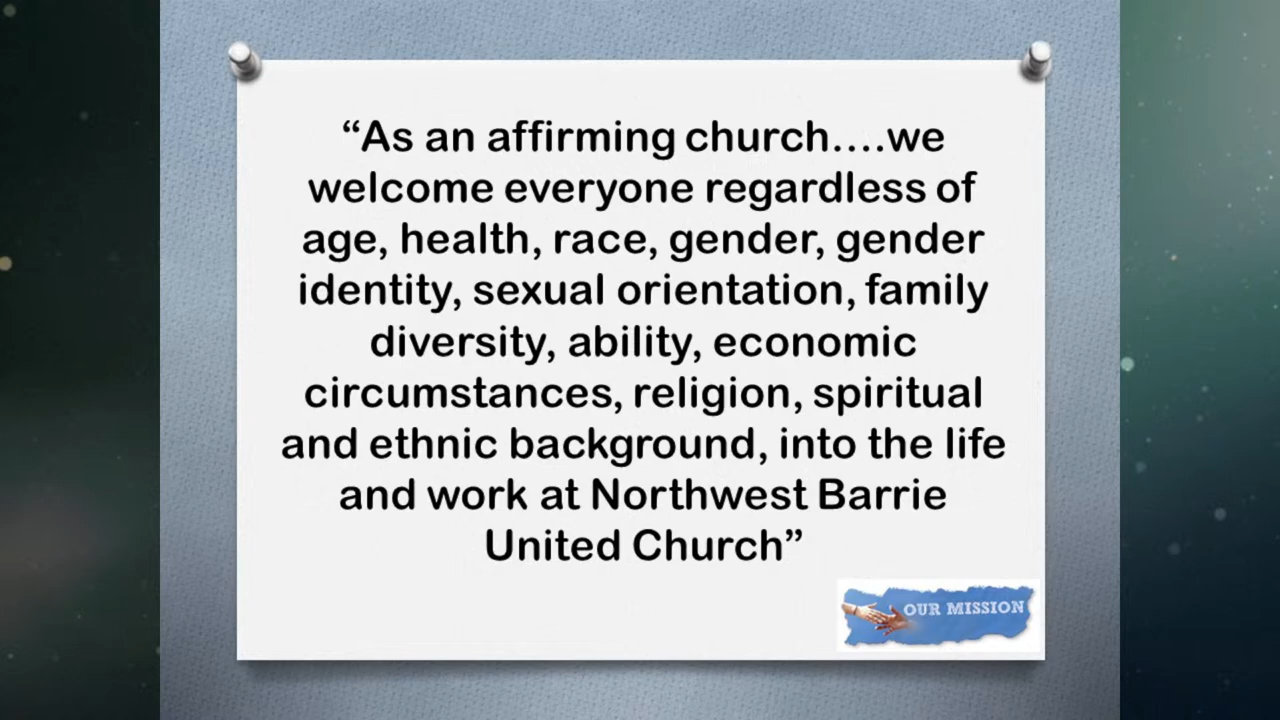 “As an affirming church....we
welcome everyone regardless of
age, health, race, gender, gender
identity, sexual orientation, family
diversity, ability, economic
circumstances, religion, spiritual
and ethnic background, into the life
and work at Northwest Barrie
United Church”
OUR MISSION